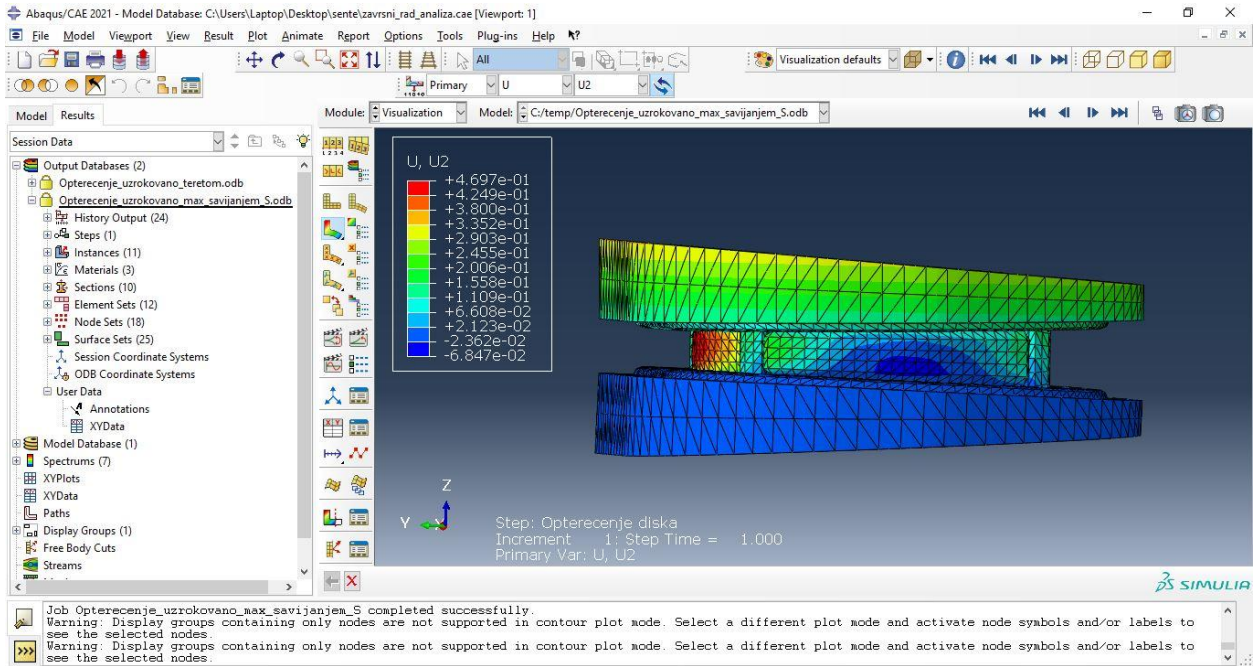 Abaqus/CAE 2021 - Model Database: C:\Users\Laptop\Desktop\sente\zavrsni_rad_analiza.cae [Viewport: 1]
File Model Viewport View Result Plot Animate Report Options Tools Plug-ins Help
All
Visualization defaults
Primary U U2
Model Results
Module: Visualization Model: C:/temp/Opterecenje_uzrokovano_max_savijanjem_S.odb
Session Data
Output Databases (2)
Opterecenje_uzrokovano_teretom.odb
Opterecenje_uzrokovano_max_savijanjem_S.odb
History Output (24)
Steps (1)
Instances (11)
Materials (3)
Sections (10)
Element Sets (12)
Node Sets (18)
Surface Sets (25)
Session Coordinate Systems
ODB Coordinate Systems
User Data
Annotations
XYData
Model Database (1)
Spectrums (7)
XYPlots
XYData
Paths
Display Groups (1)
Free Body Cuts
Streams
U, U2
+4.697e-01
+4.249e-01
+3.800e-01
+3.352e-01
+2.903e-01
+2.455e-01
+2.006e-01
+1.558e-01
+1.109e-01
+6.608e-02
+2.123e-02
-2.362e-02
-6.847e-02
Z
Y X
Step: Opterecenje diska
Increment 1: Step Time = 1.000
Primary Var: U, U2
SIMULIA
Job Opterecenje_uzrokovano_max_savijanjem_S completed successfully.
Warning: Display groups containing only nodes are not supported in contour plot mode. Select a different plot mode and activate node symbols and/or labels to
see the selected nodes.
Warning: Display groups containing only nodes are not supported in contour plot mode. Select a different plot mode and activate node symbols and/or labels to
see the selected nodes.